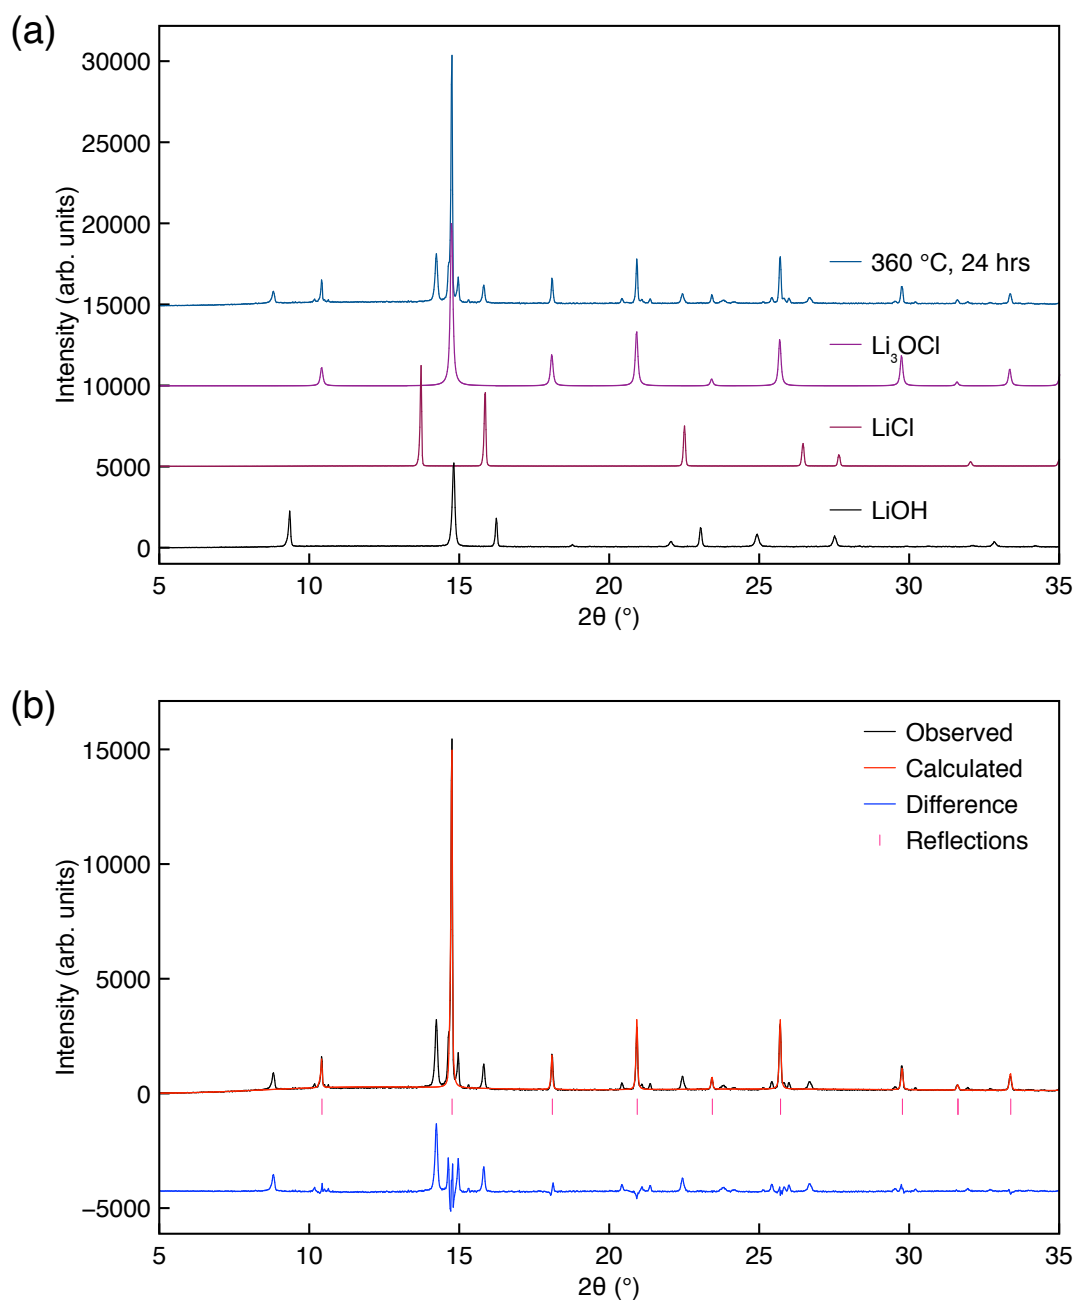 (a)
Intensity (arb. units)
30000
25000
20000
15000
10000
5000
0
360 °C, 24 hrs
Li₃OCl
LiCl
LiOH
5 10 15 20 25 30 35
2θ (°)
(b)
Intensity (arb. units)
15000
10000
5000
0
−5000
Observed
Calculated
Difference
Reflections
5 10 15 20 25 30 35
2θ (°)